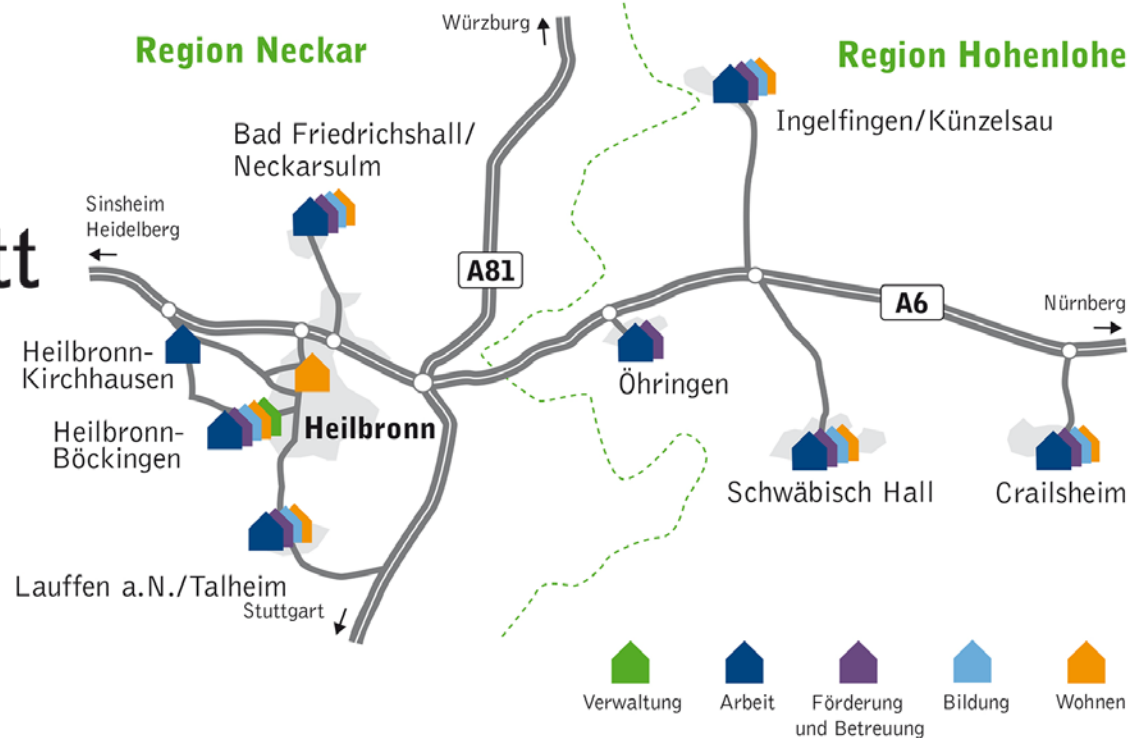 Würzburg
Region Neckar
Region Hohenlohe
Ingelfingen/Künzelsau
Bad Friedrichshall/
Neckarsulm
Sinsheim
Heidelberg
tt
A81
A6
Nürnberg
Heilbronn-
Kirchhausen
Öhringen
Heilbronn
Heilbronn-
Böckingen
Schwäbisch Hall
Crailsheim
Lauffen a.N./Talheim
Stuttgart
Verwaltung
Arbeit
Förderung
und Betreuung
Bildung
Wohnen